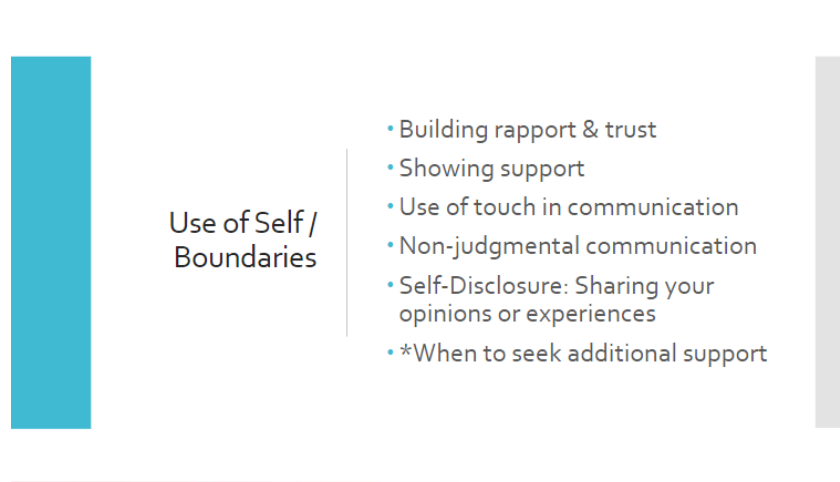 Use of Self /
Boundaries
• Building rapport & trust
• Showing support
• Use of touch in communication
• Non-judgmental communication
• Self-Disclosure: Sharing your
opinions or experiences
• *When to seek additional support